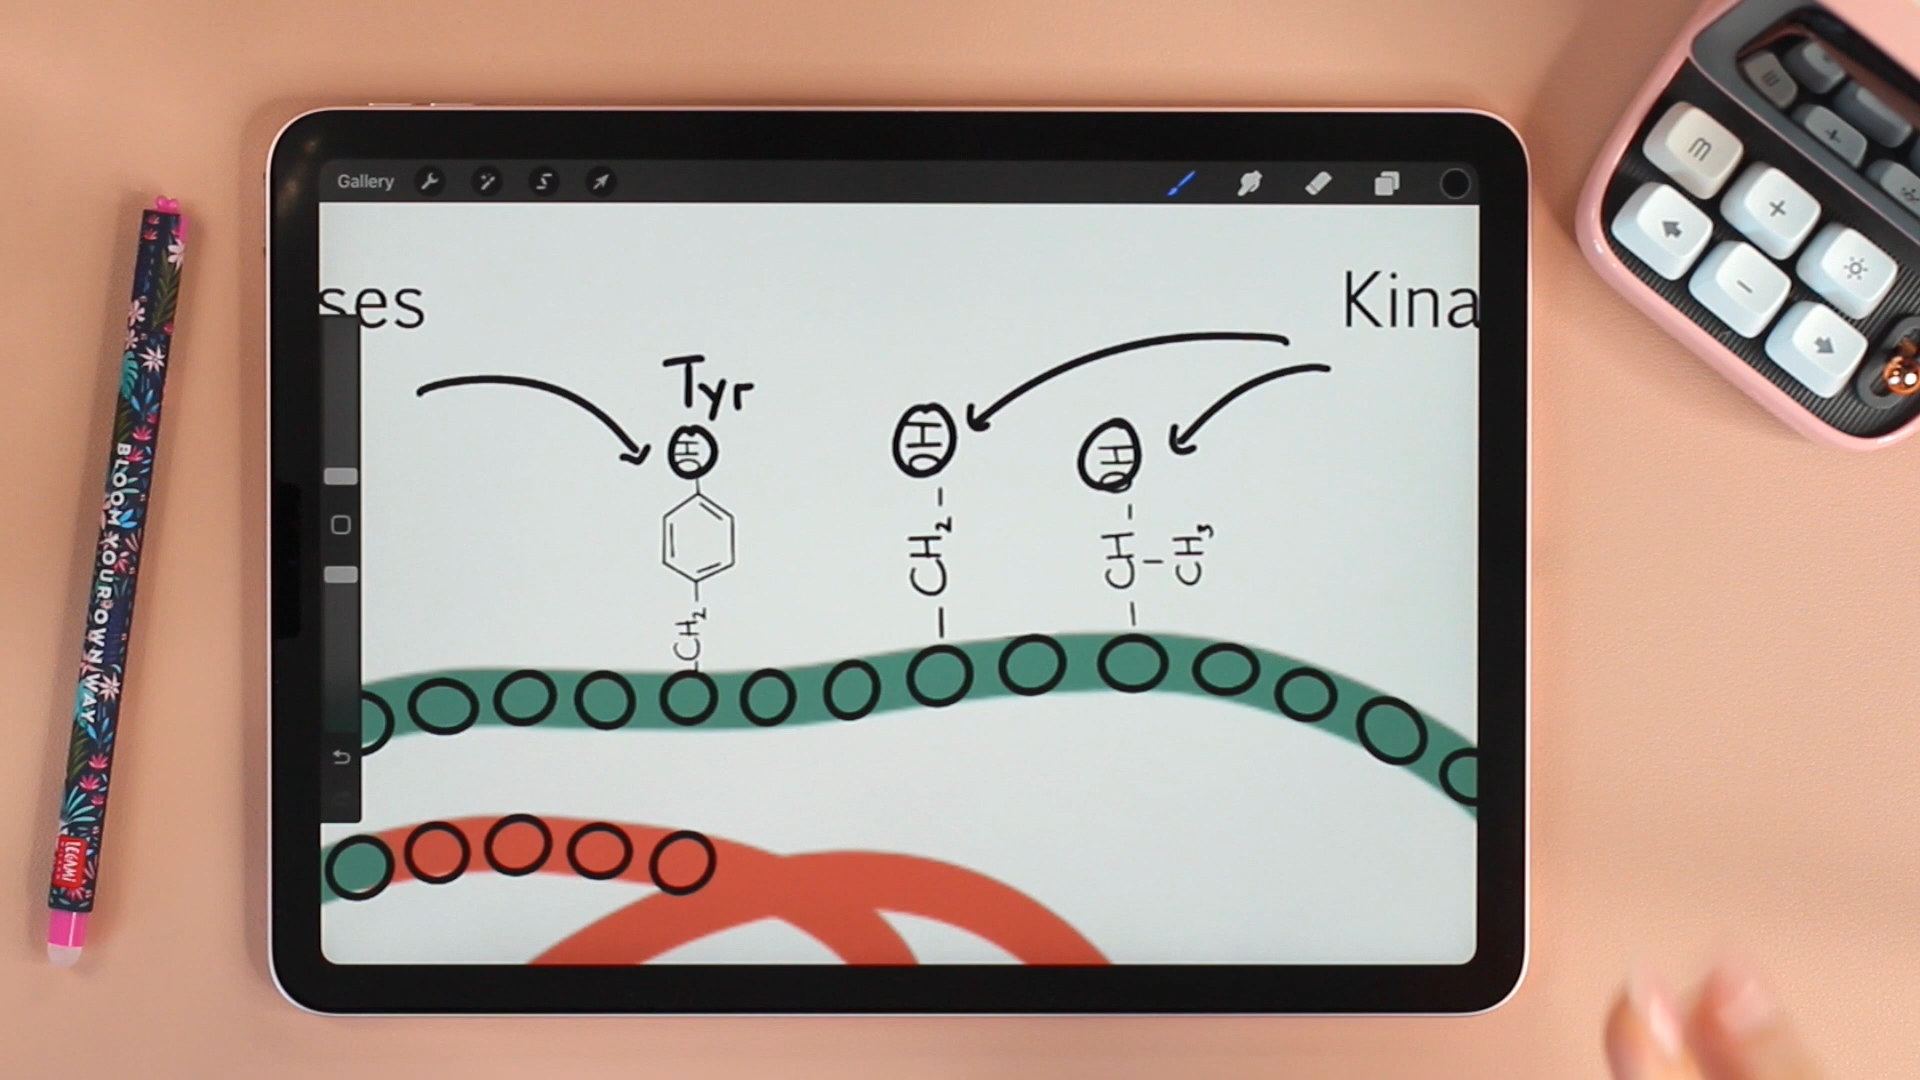 Gallery
ses
Kina
Tyr
OH
OH
OH
-CH2-
-CH2-
-CH-
-
CH3
BLOOM YOUR OWN WAY
LEGAMI
m
+
-